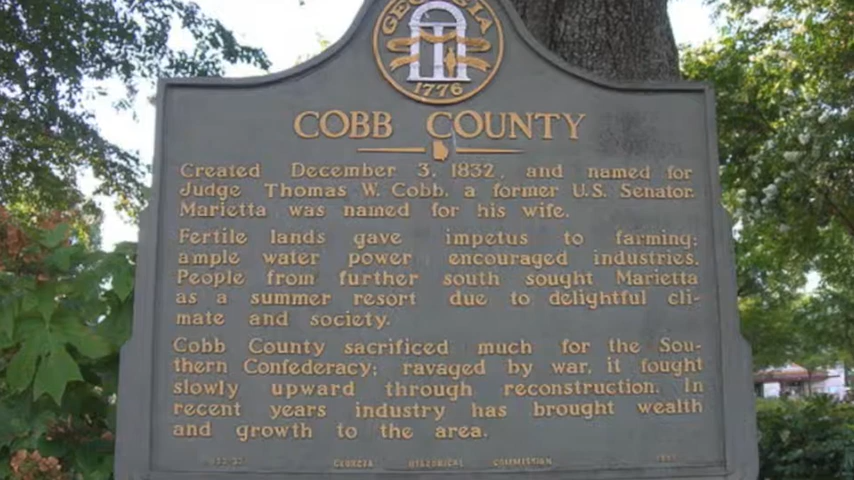 GEORGIA
1776
COBB COUNTY
Created December 3, 1832, and named for
Judge Thomas W. Cobb, a former U.S. Senator.
Marietta was named for his wife.
Fertile lands gave impetus to farming;
ample water power encouraged industries.
People from further south sought Marietta
as a summer resort due to delightful cli-
mate and society.
Cobb County sacrificed much for the Sou-
thern Confederacy; ravaged by war, it fought
slowly upward through reconstruction. In
recent years industry has brought wealth
and growth to the area.
GEORGIA HISTORICAL COMMISSION